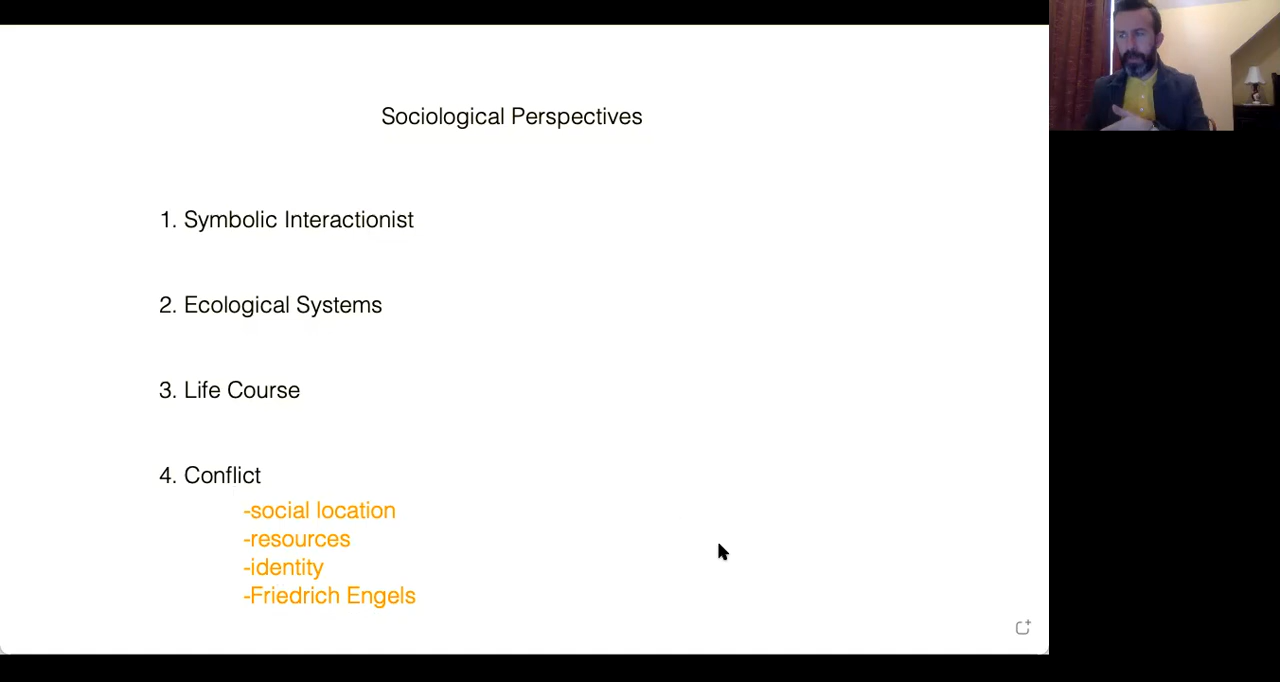 Sociological Perspectives
1. Symbolic Interactionist
2. Ecological Systems
3. Life Course
4. Conflict
-social location
-resources
-identity
-Friedrich Engels